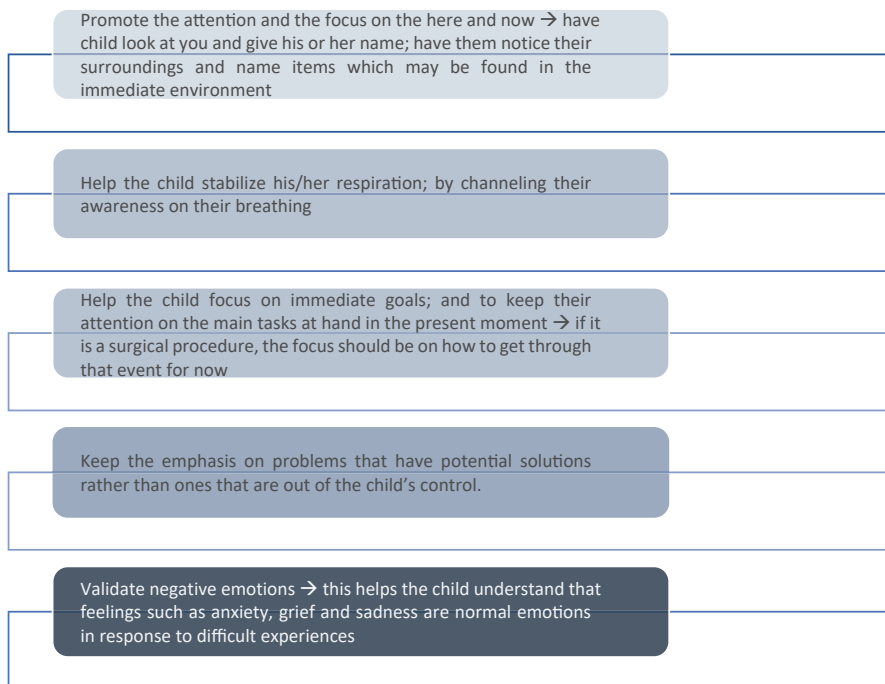 Promote the attention and the focus on the here and now → have
child look at you and give his or her name; have them notice their
surroundings and name items which may be found in the
immediate environment
Help the child stabilize his/her respiration; by channeling their
awareness on their breathing
Help the child focus on immediate goals; and to keep their
attention on the main tasks at hand in the present moment → if it
is a surgical procedure, the focus should be on how to get through
that event for now
Keep the emphasis on problems that have potential solutions
rather than ones that are out of the child’s control.
Validate negative emotions → this helps the child understand that
feelings such as anxiety, grief and sadness are normal emotions
in response to difficult experiences